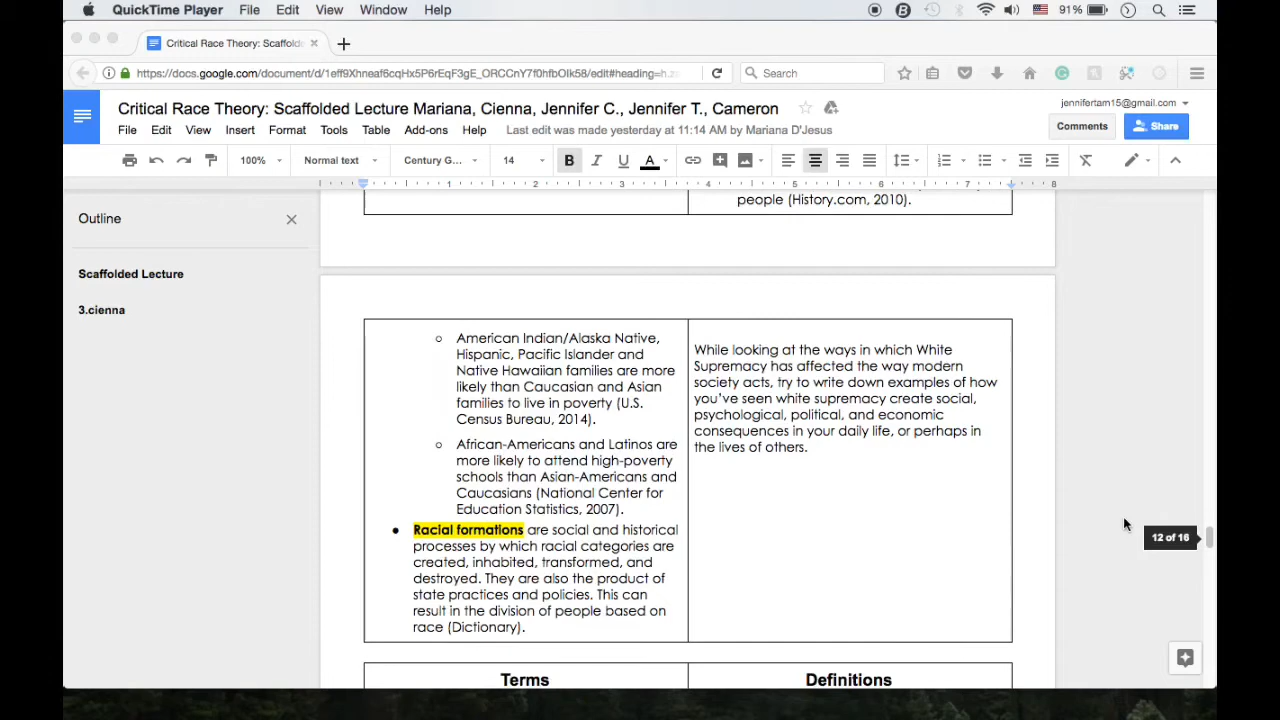 QuickTime Player File Edit View Window Help 91%
Critical Race Theory: Scaffolde
https://docs.google.com/document/d/1eff9Xhneaf6cqHx5P6rEqF3gE_ORCCnY7f0hfbOIk58/edit#heading=h.z
Search
Critical Race Theory: Scaffolded Lecture Mariana, Cienna, Jennifer C., Jennifer T., Cameron
jennifertam15@gmail.com
File Edit View Insert Format Tools Table Add-ons Help Last edit was made yesterday at 11:14 AM by Mariana D'Jesus
Comments Share
100% Normal text Century G... 14 B I U A
1 2 3 4 5 6 7 8
people (History.com, 2010).
Outline
Scaffolded Lecture
3.cienna
American Indian/Alaska Native,
Hispanic, Pacific Islander and
Native Hawaiian families are more
likely than Caucasian and Asian
families to live in poverty (U.S.
Census Bureau, 2014).
African-Americans and Latinos are
more likely to attend high-poverty
schools than Asian-Americans and
Caucasians (National Center for
Education Statistics, 2007).
Racial formations are social and historical
processes by which racial categories are
created, inhabited, transformed, and
destroyed. They are also the product of
state practices and policies. This can
result in the division of people based on
race (Dictionary).
While looking at the ways in which White
Supremacy has affected the way modern
society acts, try to write down examples of how
you've seen white supremacy create social,
psychological, political, and economic
consequences in your daily life, or perhaps in
the lives of others.
12 of 16
Terms
Definitions